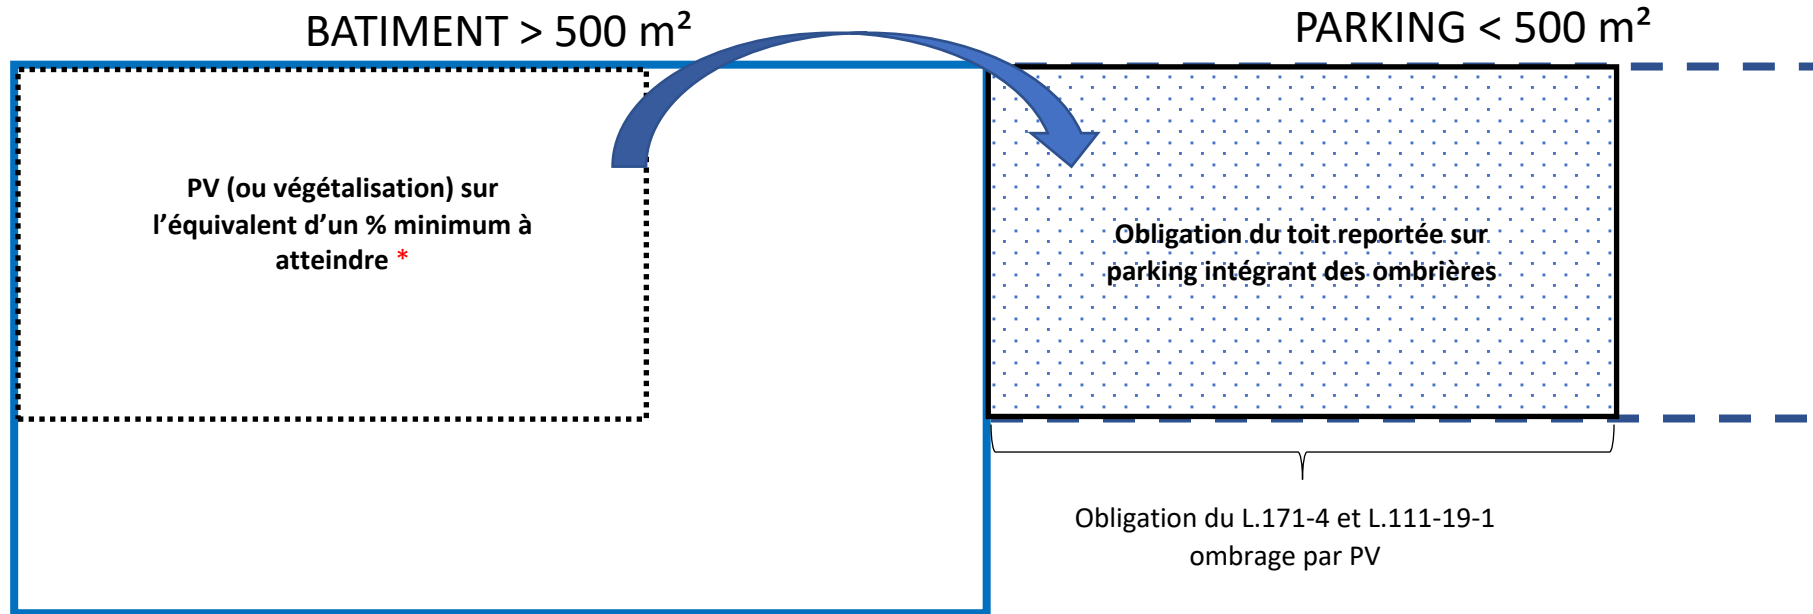 BATIMENT > 500 m²
PARKING < 500 m²
PV (ou végétalisation) sur
l’équivalent d’un % minimum à
atteindre *
Obligation du toit reportée sur
parking intégrant des ombrières
Obligation du L.171-4 et L.111-19-1
ombrage par PV